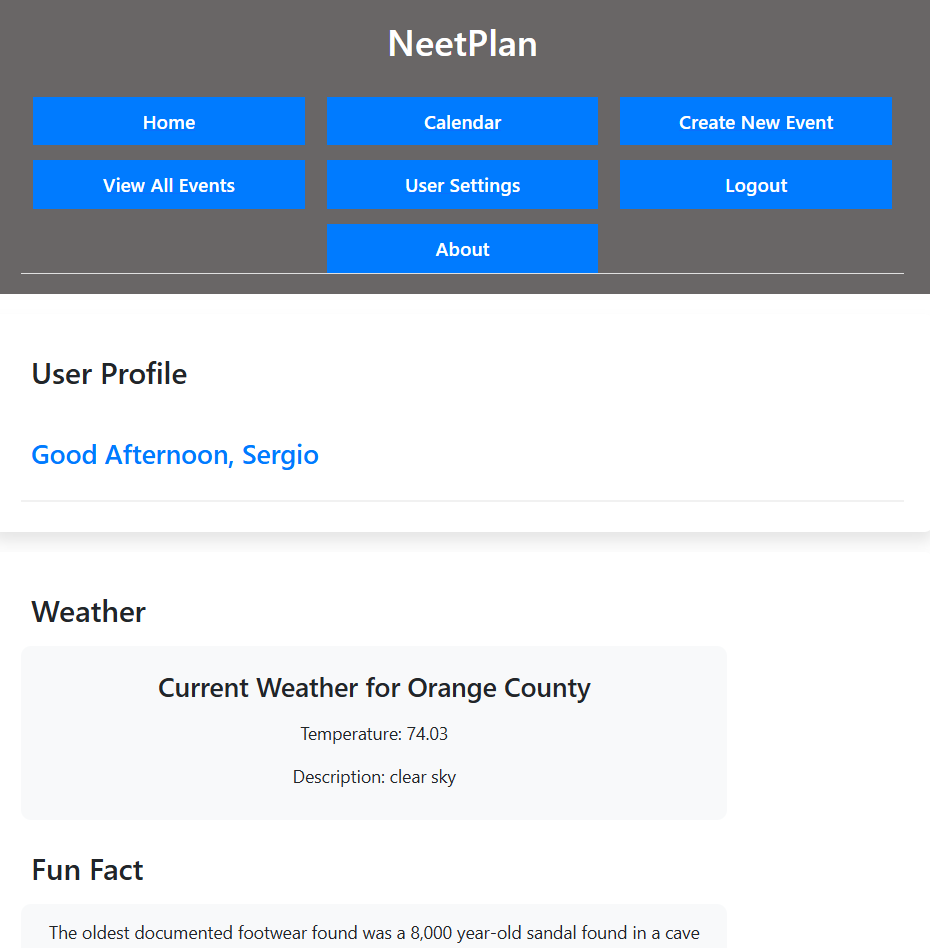 NeetPlan
Home
Calendar
Create New Event
View All Events
User Settings
Logout
About
User Profile
Good Afternoon, Sergio
Weather
Current Weather for Orange County
Temperature: 74.03
Description: clear sky
Fun Fact
The oldest documented footwear found was a 8,000 year-old sandal found in a cave